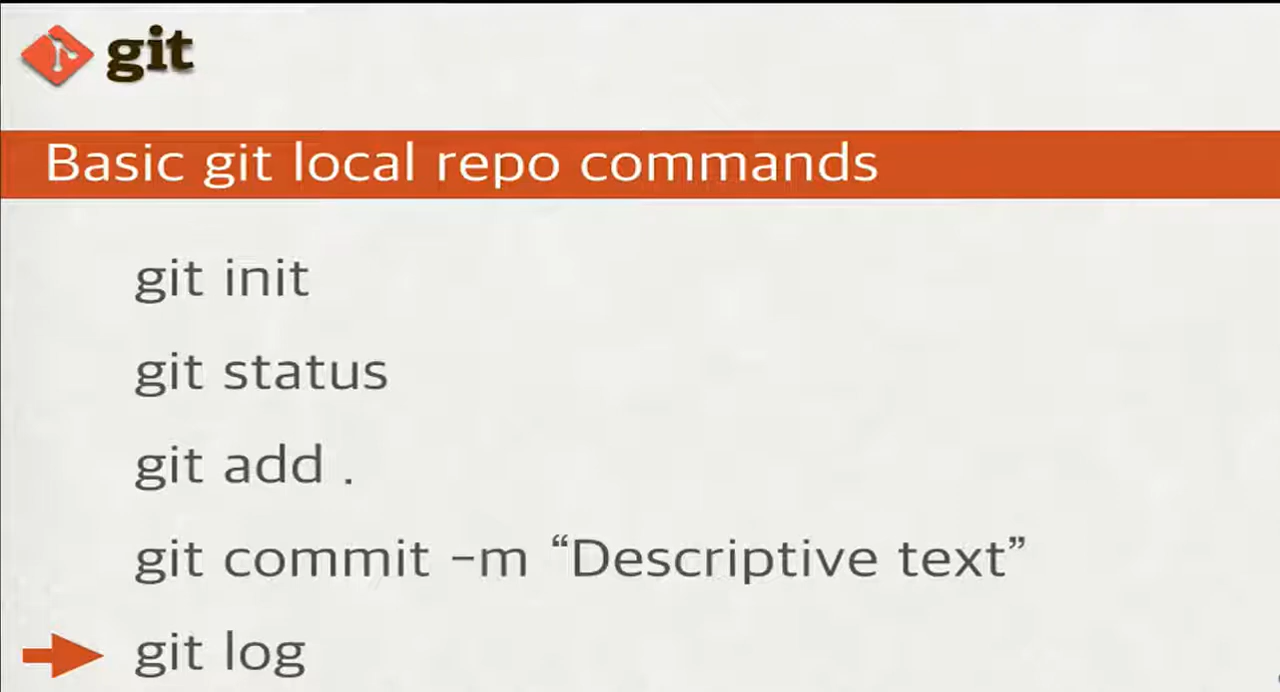 git
Basic git local repo commands
git init
git status
git add .
git commit –m “Descriptive text”
git log